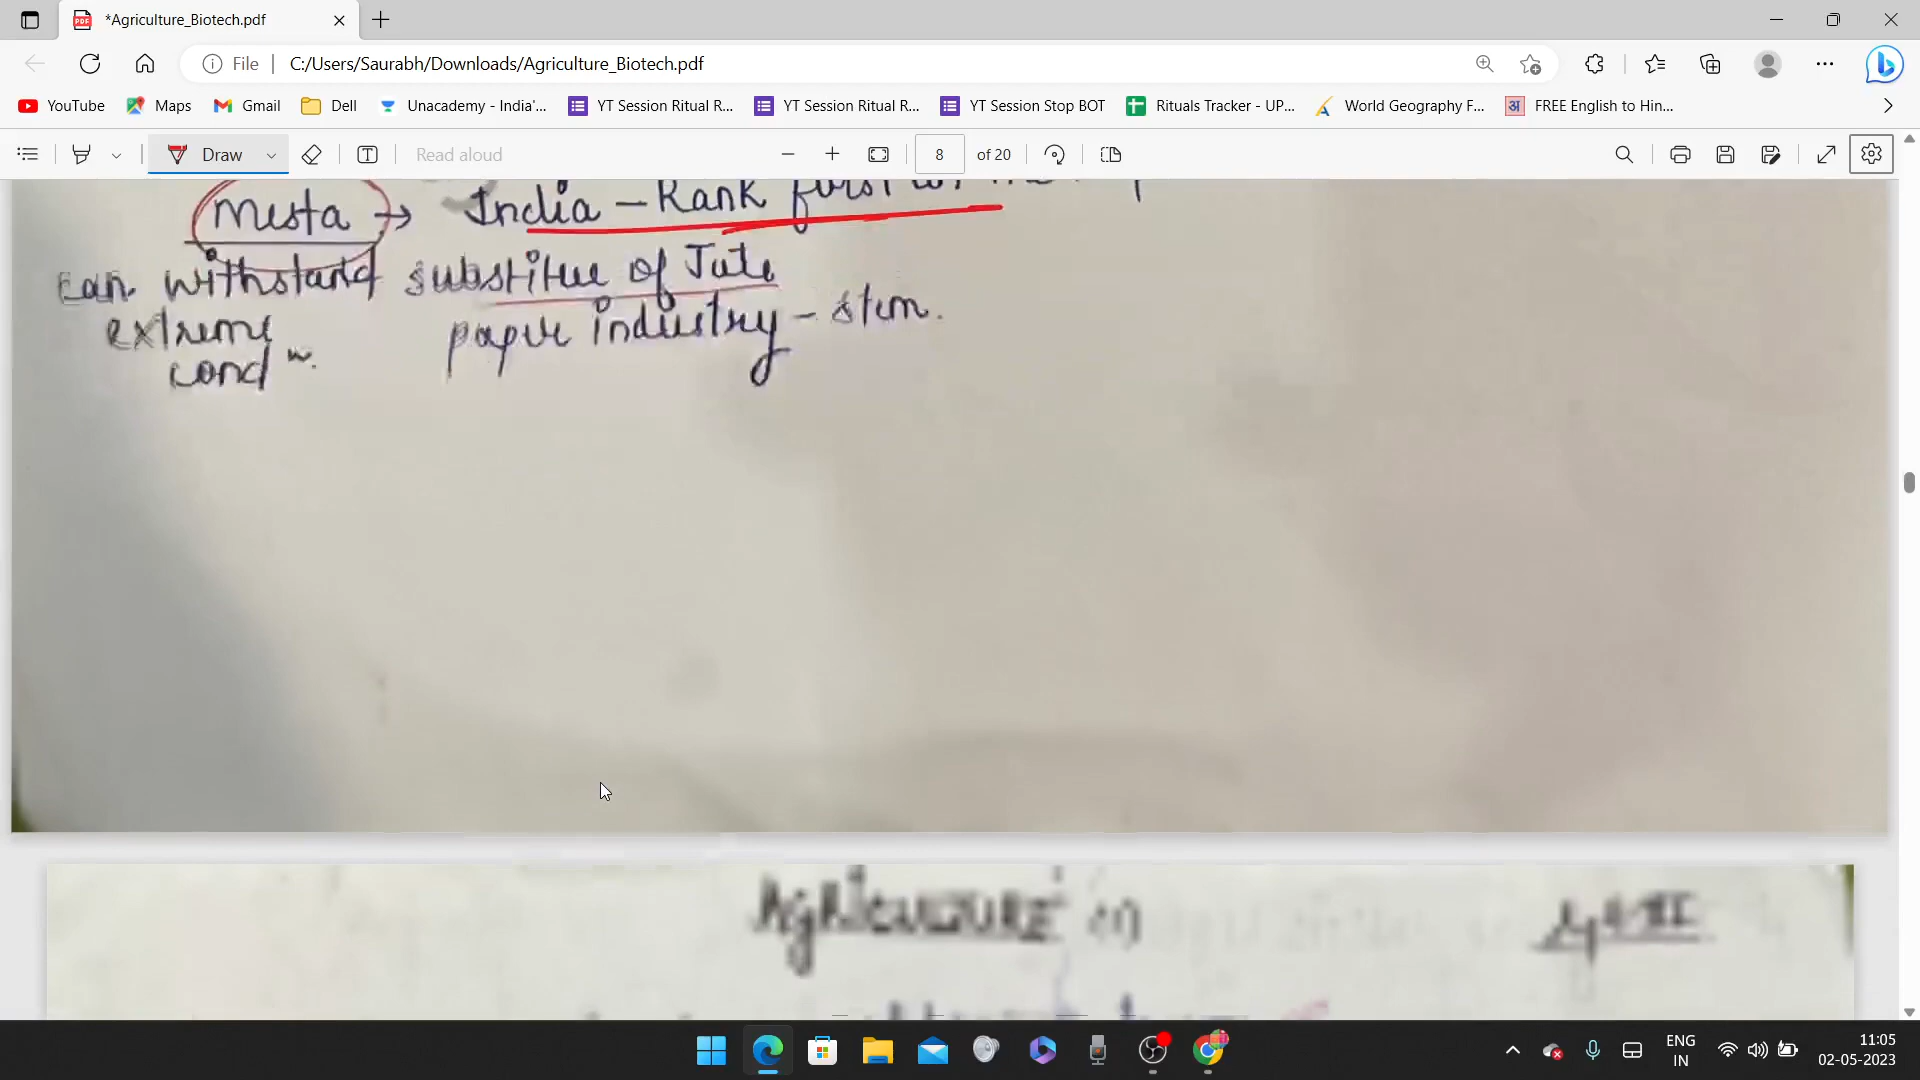 *Agriculture_Biotech.pdf
File C:/Users/Saurabh/Downloads/Agriculture_Biotech.pdf
YouTube Maps Gmail Dell Unacademy - India'... YT Session Ritual R... YT Session Ritual R... YT Session Stop BOT Rituals Tracker - UP... World Geography F... FREE English to Hin...
Draw Read aloud 8 of 20
Mesta → India - Rank first
can withstand substitue of Jute
extreme paper industry - stem.
cond n.
AGRICULTURE (1)
ENG 11:05
IN 02-05-2023